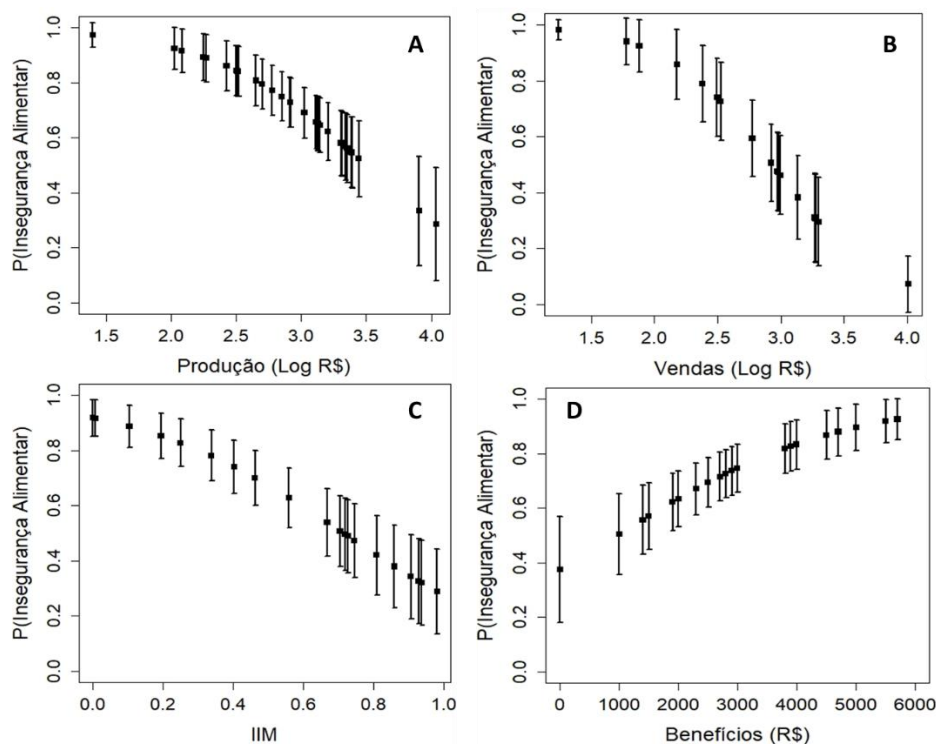 A
P(Insegurança Alimentar)
1.0
0.8
0.6
0.4
0.2
0.0
1.5 2.0 2.5 3.0 3.5 4.0
Produção (Log R$)
B
P(Insegurança Alimentar)
1.0
0.8
0.6
0.4
0.2
0.0
1.5 2.0 2.5 3.0 3.5 4.0
Vendas (Log R$)
C
P(Insegurança Alimentar)
1.0
0.8
0.6
0.4
0.2
0.0
0.0 0.2 0.4 0.6 0.8 1.0
IIM
D
P(Insegurança Alimentar)
1.0
0.8
0.6
0.4
0.2
0.0
0 1000 2000 3000 4000 5000 6000
Benefícios (R$)